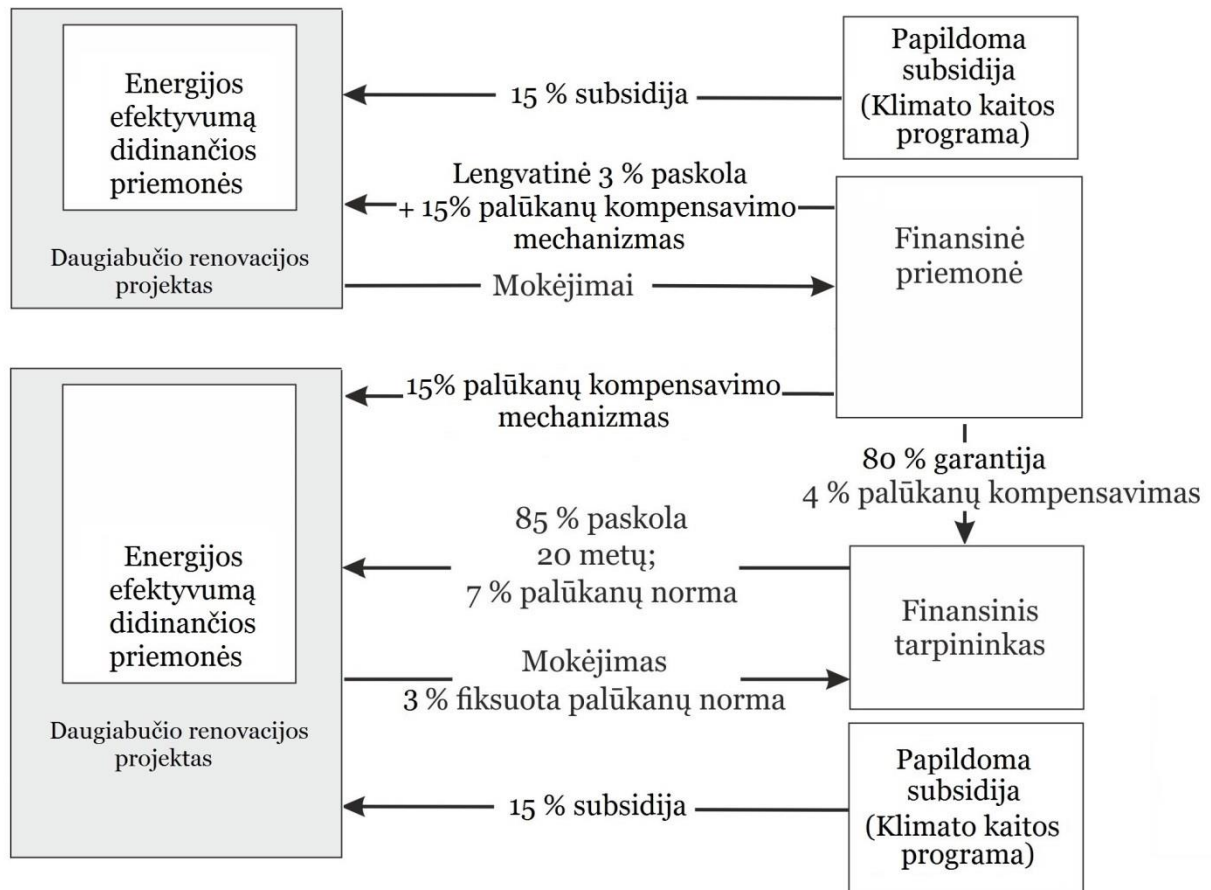 Energijos
efektyvumą
didinančios
priemonės
Daugiabučio renovacijos
projektas
15 % subsidija
Papildoma
subsidija
(Klimato kaitos
programa)
Lengvatinė 3 % paskola
+ 15% palūkanų kompensavimo
mechanizmas
Mokėjimai
Finansinė
priemonė
15% palūkanų kompensavimo
mechanizmas
80 % garantija
4 % palūkanų kompensavimas
Energijos
efektyvumą
didinančios
priemonės
Daugiabučio renovacijos
projektas
85 % paskola
20 metų;
7 % palūkanų norma
Finansinis
tarpininkas
Mokėjimas
3 % fiksuota palūkanų norma
15 % subsidija
Papildoma
subsidija
(Klimato kaitos
programa)